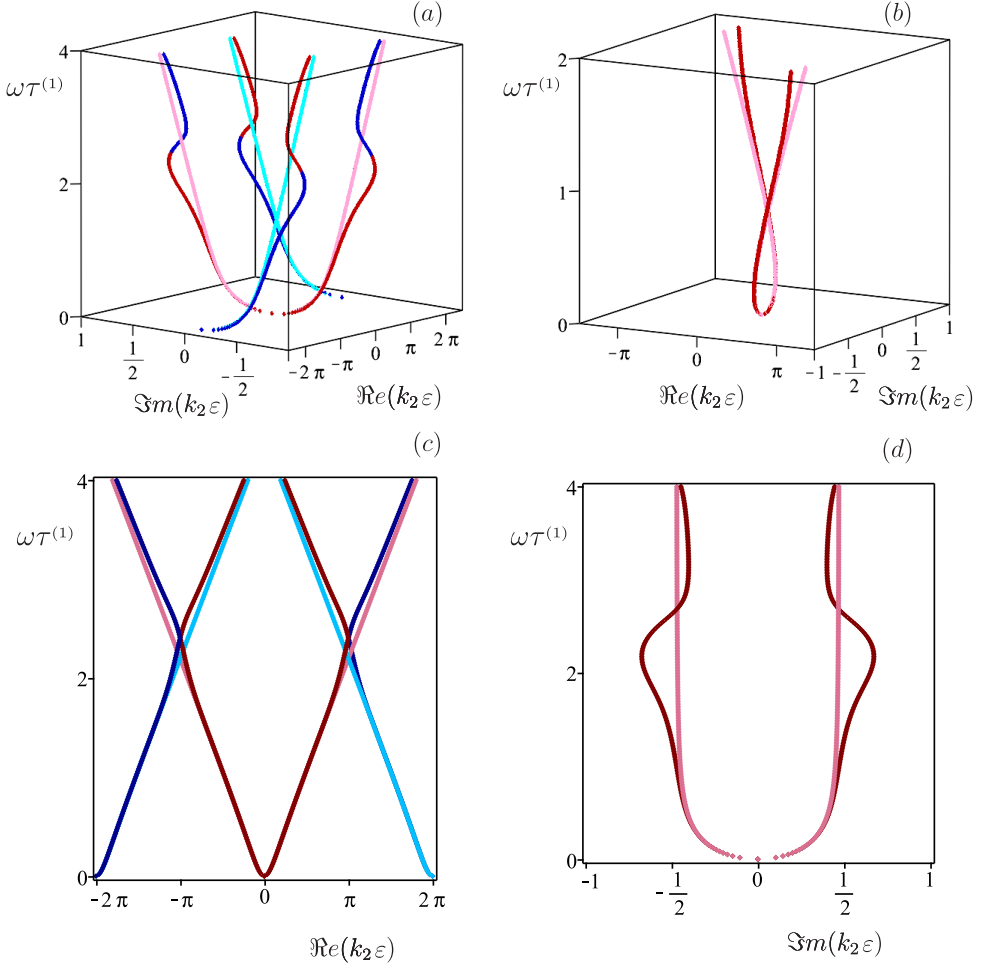 (a)
4
ωτ⁽¹⁾
2
0
1
1/2
0
-1/2
-2π -π 0 π 2π
ℑm(k₂ε)
ℜe(k₂ε)
(b)
2
ωτ⁽¹⁾
1
0
-π 0 π
-1 -1/2 0 1/2 1
ℜe(k₂ε)
ℑm(k₂ε)
(c)
4
ωτ⁽¹⁾
2
0
-2π -π 0 π 2π
ℜe(k₂ε)
(d)
4
ωτ⁽¹⁾
2
0
-1 -1/2 0 1/2 1
ℑm(k₂ε)